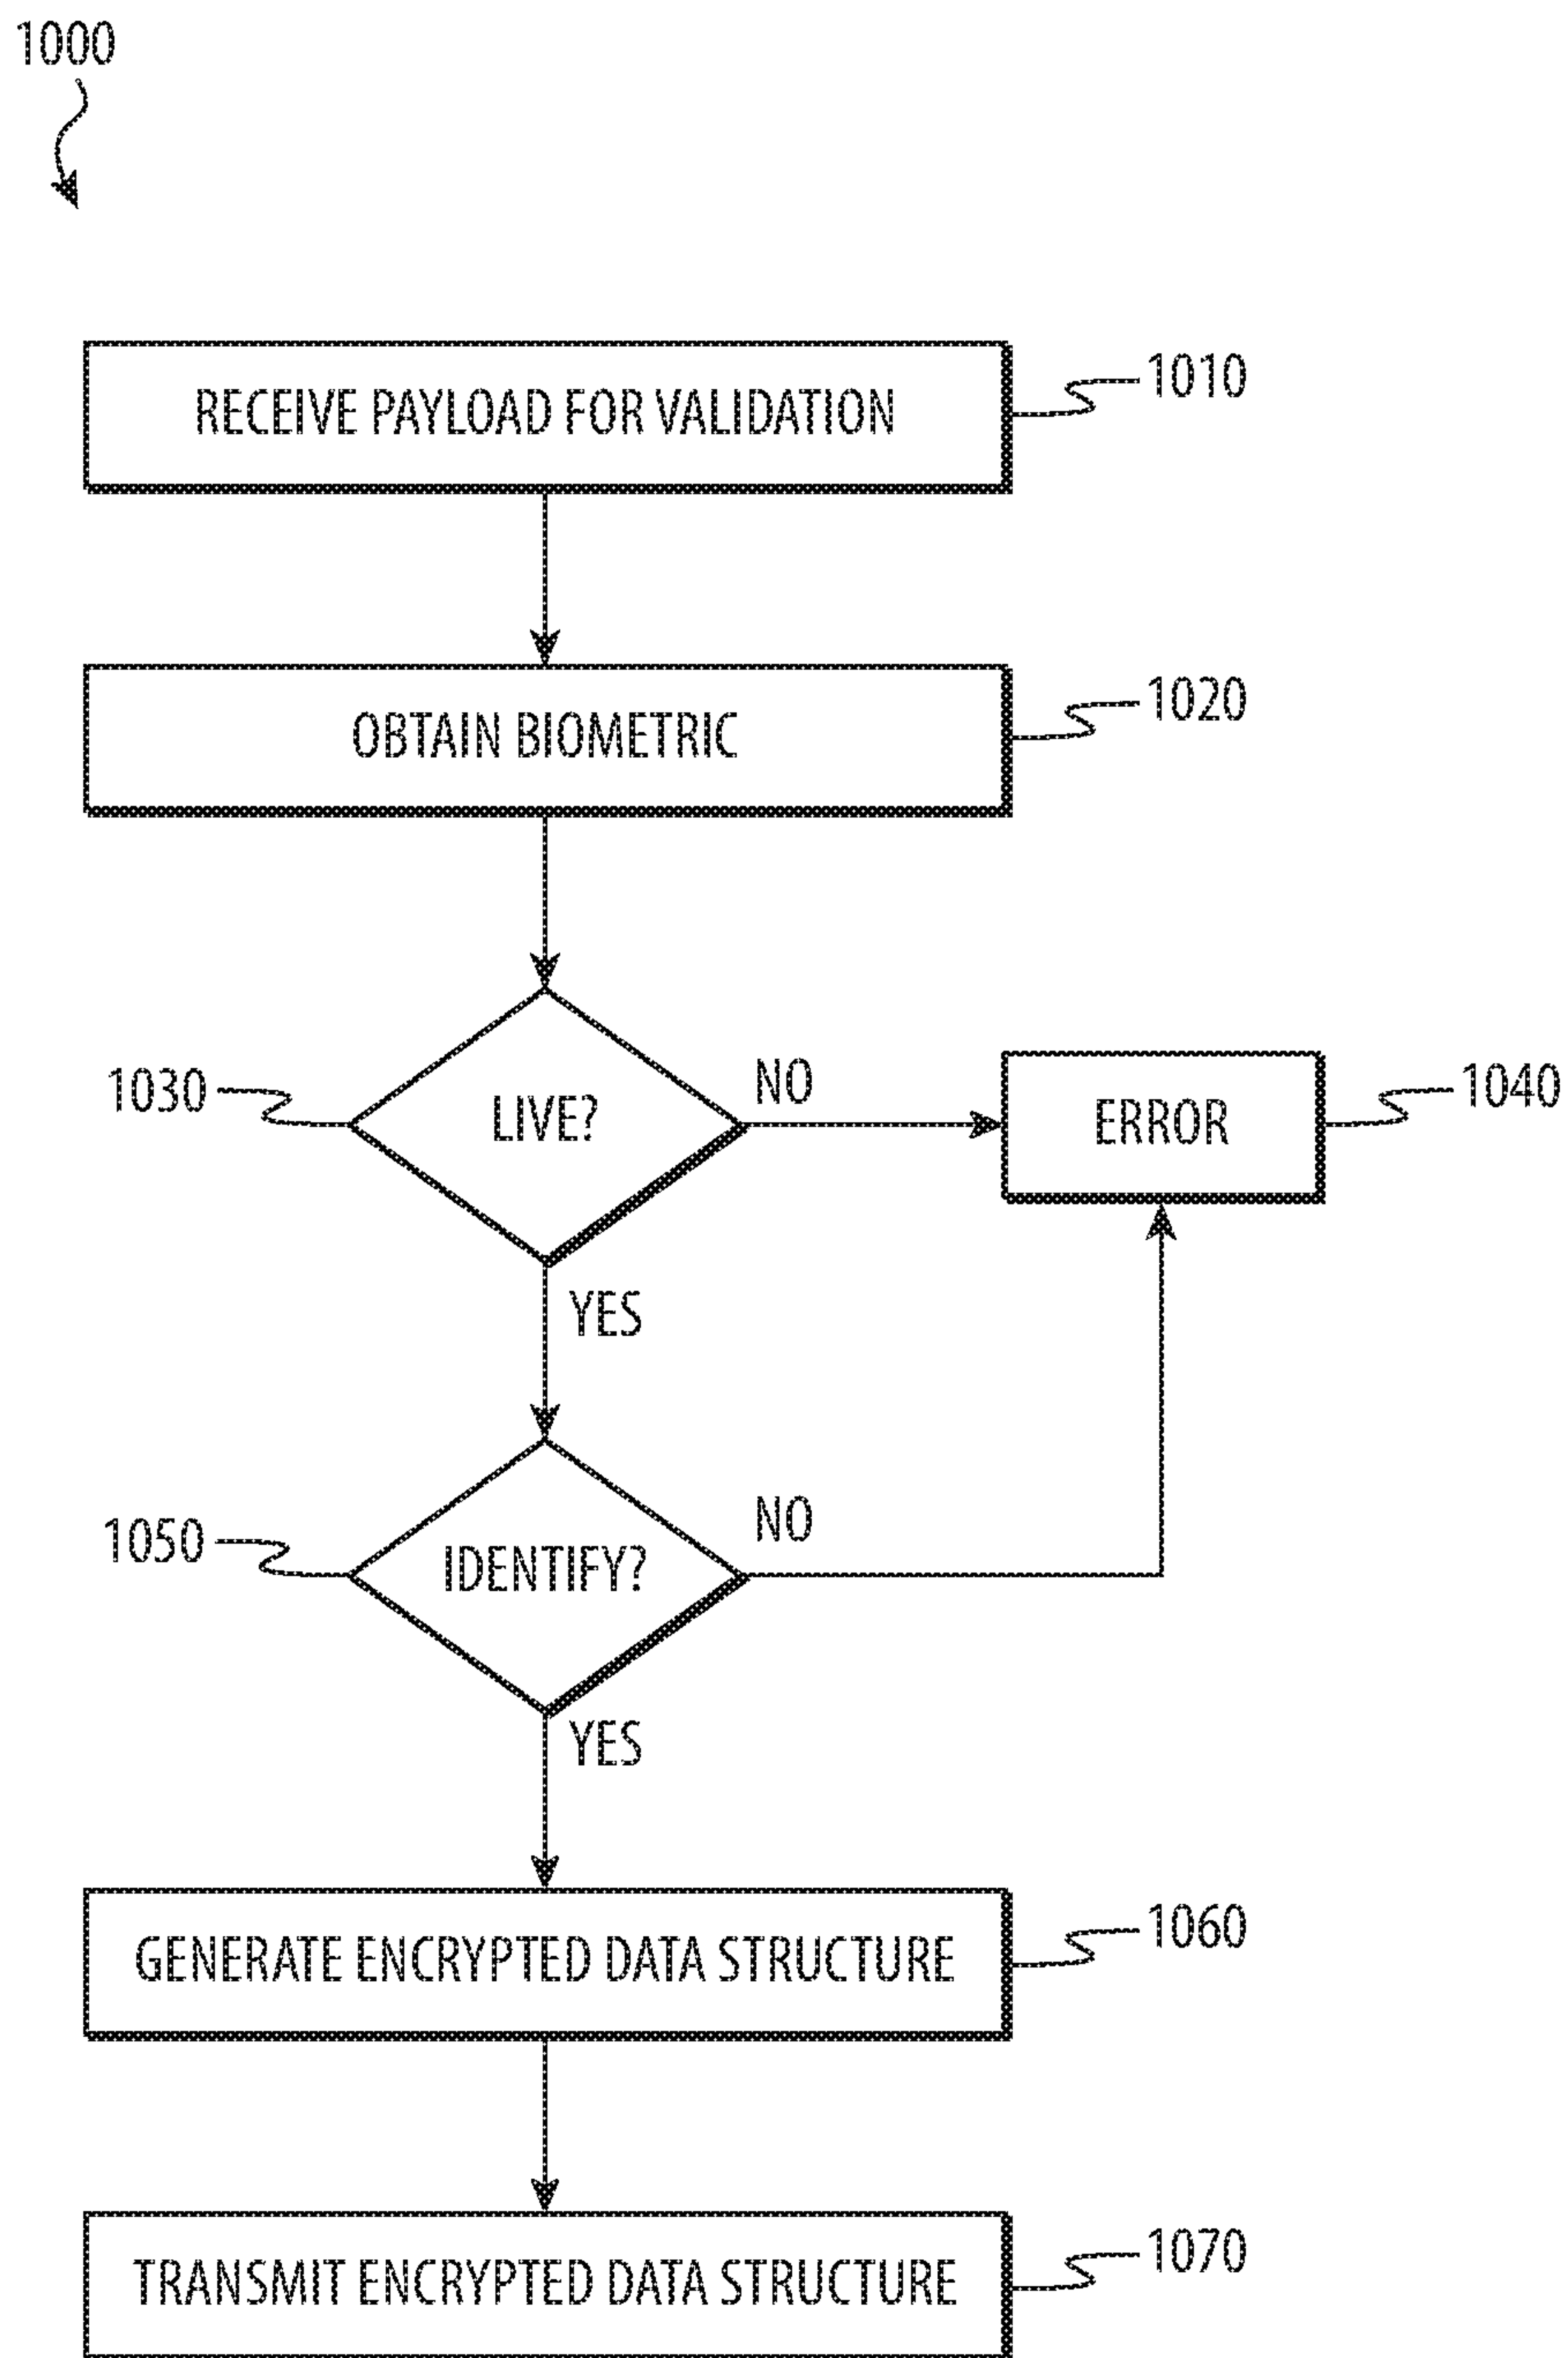 1000
RECEIVE PAYLOAD FOR VALIDATION
1010
OBTAIN BIOMETRIC
1020
1030
LIVE?
NO
ERROR
1040
YES
1050
IDENTIFY?
NO
YES
GENERATE ENCRYPTED DATA STRUCTURE
1060
TRANSMIT ENCRYPTED DATA STRUCTURE
1070